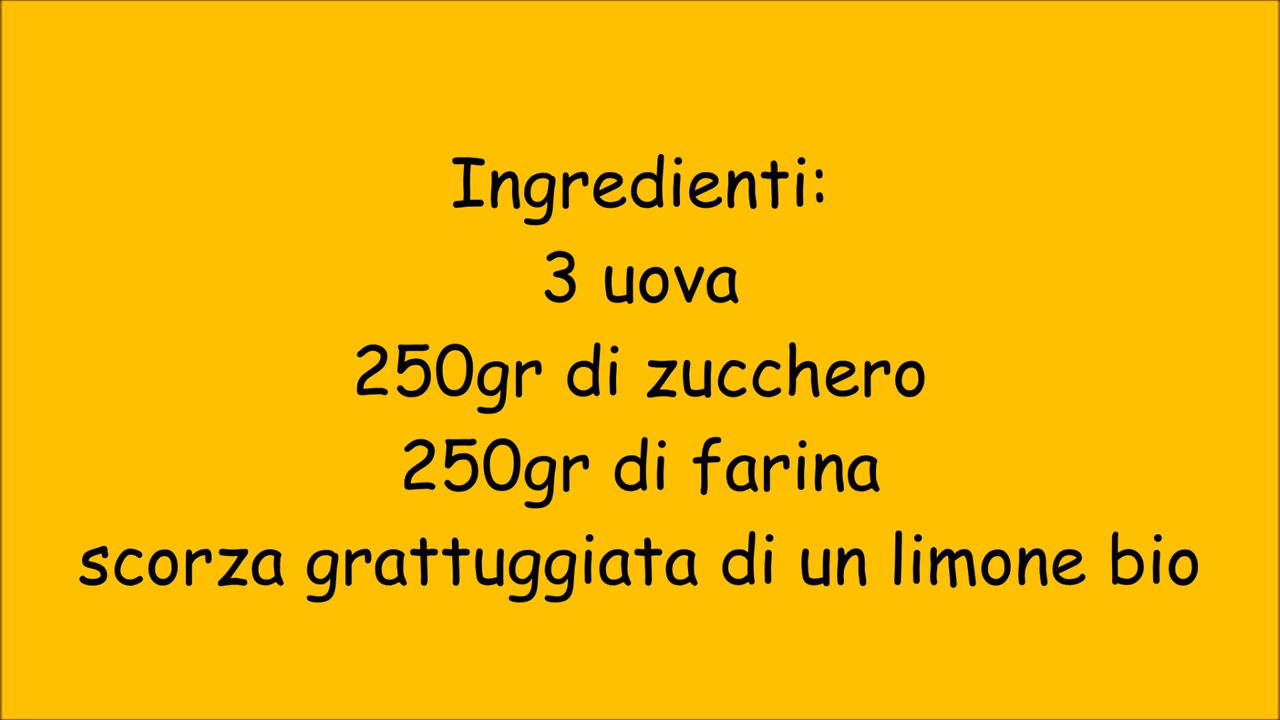 Ingredienti:
3 uova
250gr di zucchero
250gr di farina
scorza grattuggiata di un limone bio